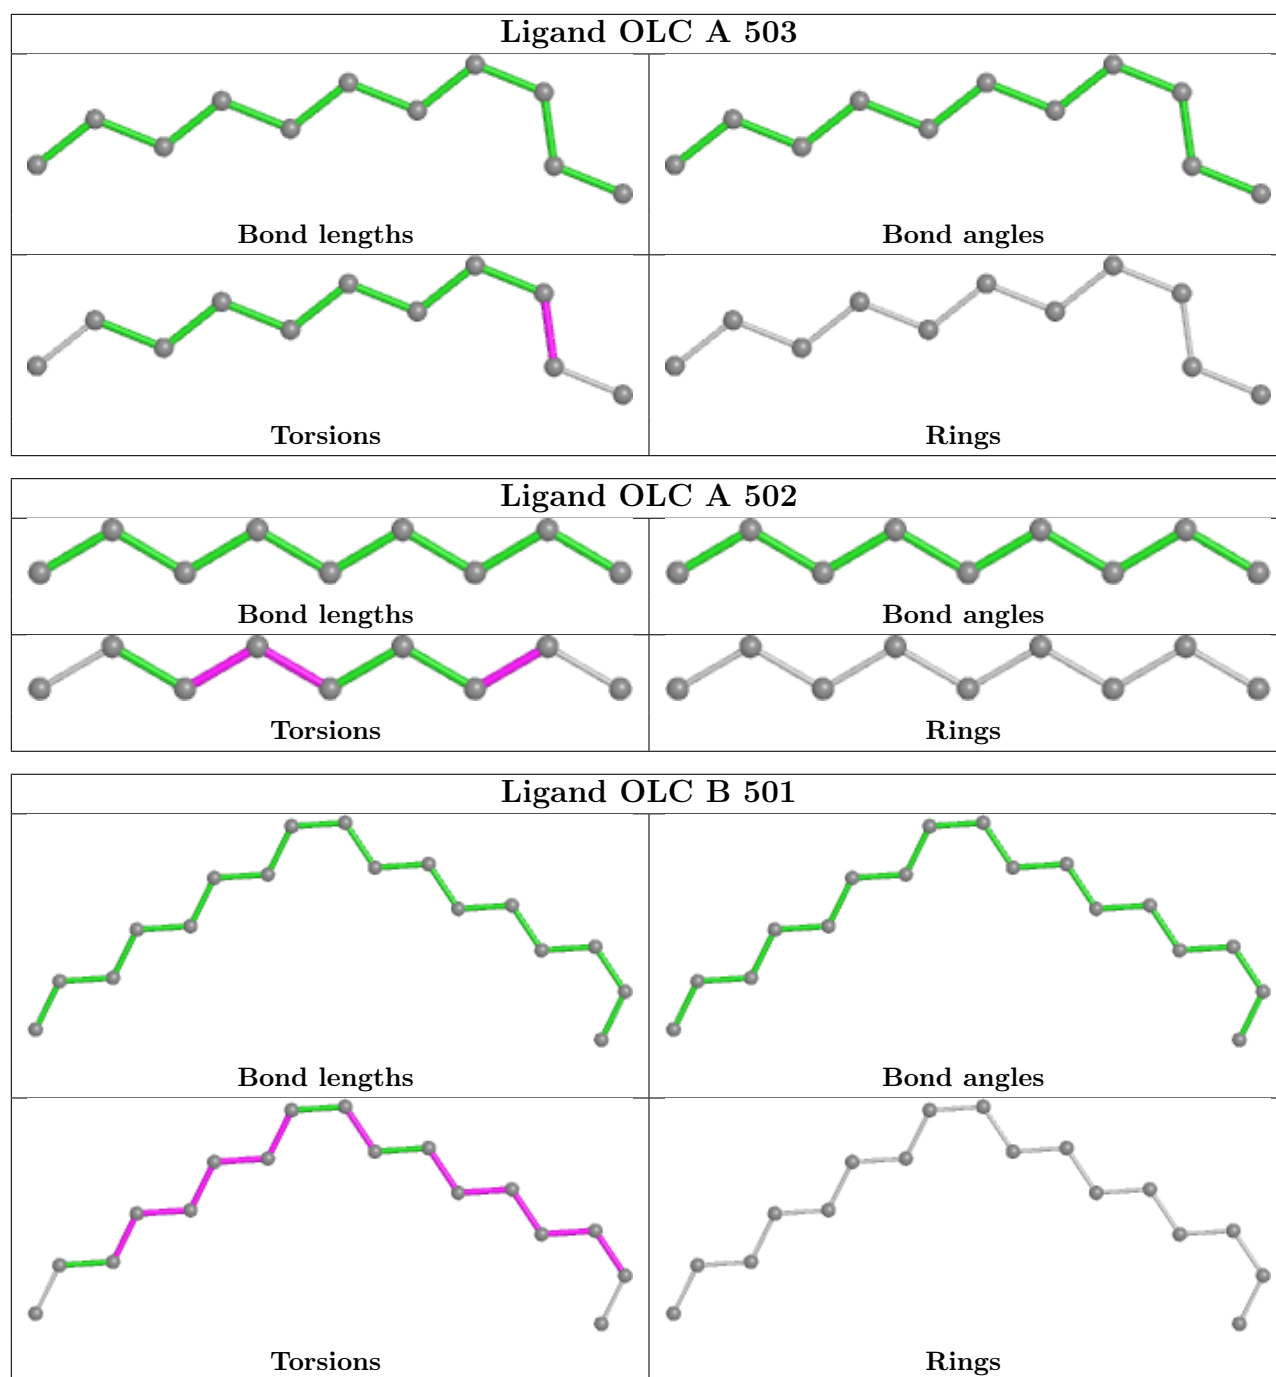 Ligand OLC A 503
Bond lengths
Bond angles
Torsions
Rings
Ligand OLC A 502
Bond lengths
Bond angles
Torsions
Rings
Ligand OLC B 501
Bond lengths
Bond angles
Torsions
Rings